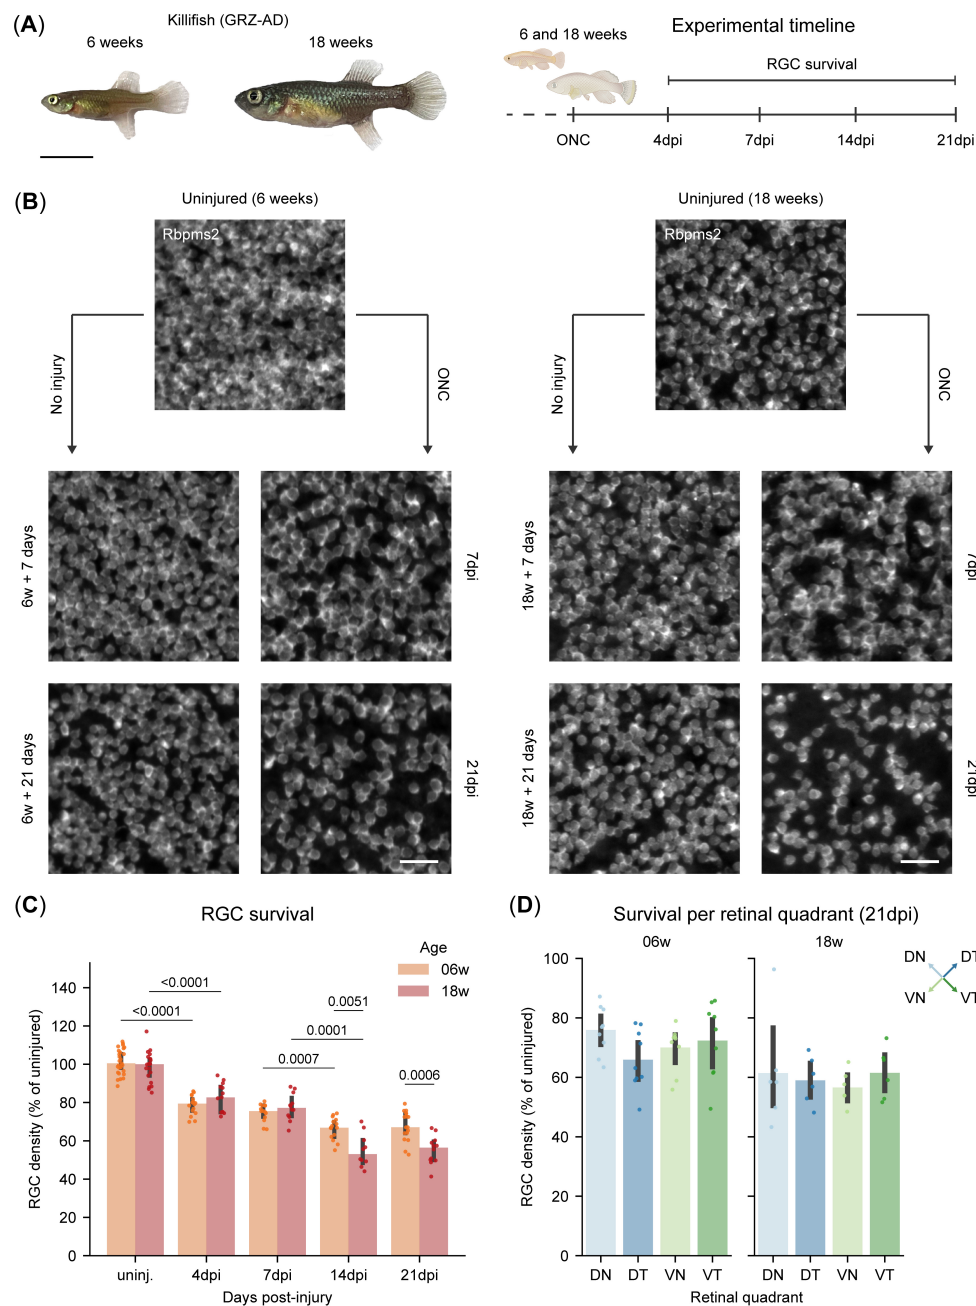 (A)
Killifish (GRZ-AD)
6 weeks
18 weeks
Experimental timeline
6 and 18 weeks
RGC survival
ONC
4dpi
7dpi
14dpi
21dpi
(B)
Uninjured (6 weeks)
Rbpms2
No injury
ONC
6w + 7 days
7dpi
6w + 21 days
21dpi
Uninjured (18 weeks)
Rbpms2
No injury
ONC
18w + 7 days
7dpi
18w + 21 days
21dpi
(C)
RGC survival
Age
06w
18w
RGC density (% of uninjured)
140
120
100
80
60
40
20
0
<0.0001
<0.0001
0.0051
0.0001
0.0007
0.0006
uninj.
4dpi
7dpi
14dpi
21dpi
Days post-injury
(D)
Survival per retinal quadrant (21dpi)
06w
18w
DN
DT
VN
VT
RGC density (% of uninjured)
100
80
60
40
20
0
DN
DT
VN
VT
DN
DT
VN
VT
Retinal quadrant